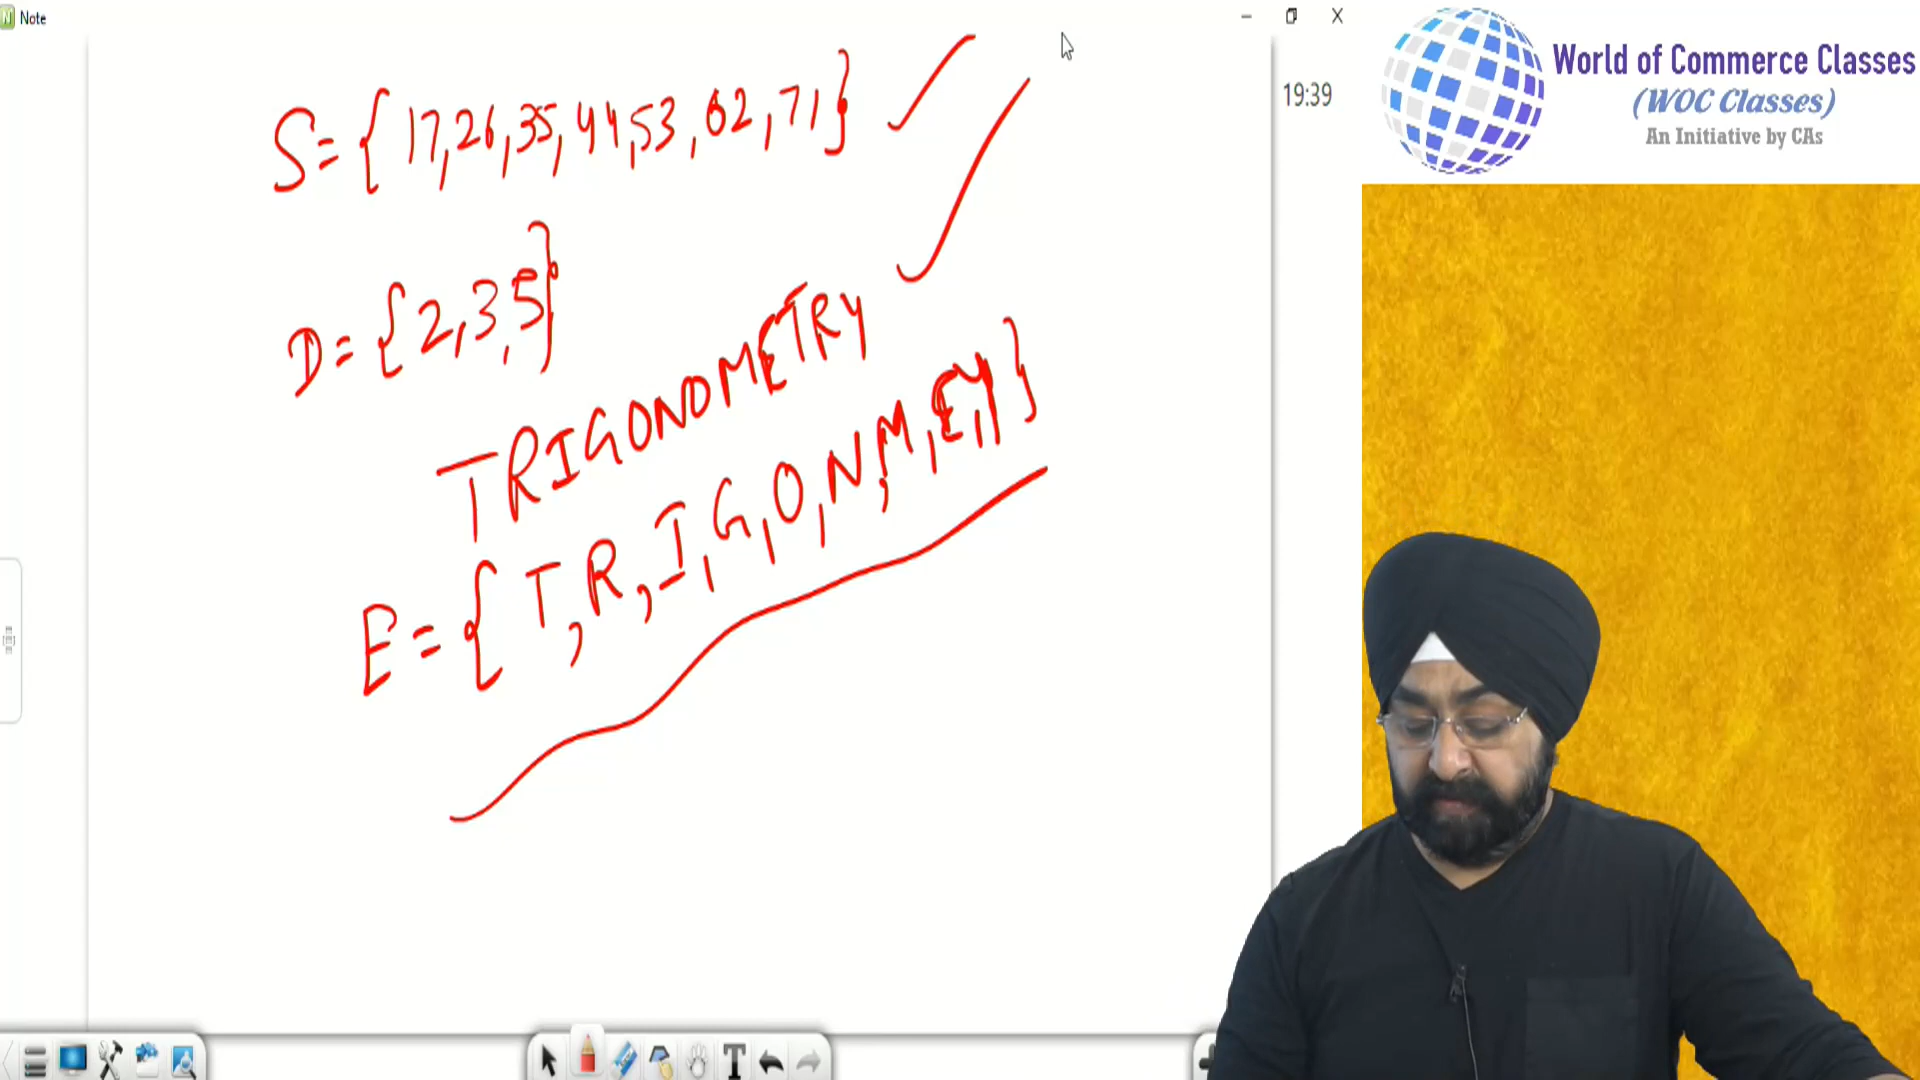 Note
S = { 17, 26, 35, 44, 53, 62, 71 }
19:39
World of Commerce Classes
(WOC Classes)
An Initiative by CAs
D = { 2, 3, 5 }
TRIGONOMETRY
E = { T, R, I, G, O, N, M, E, Y }